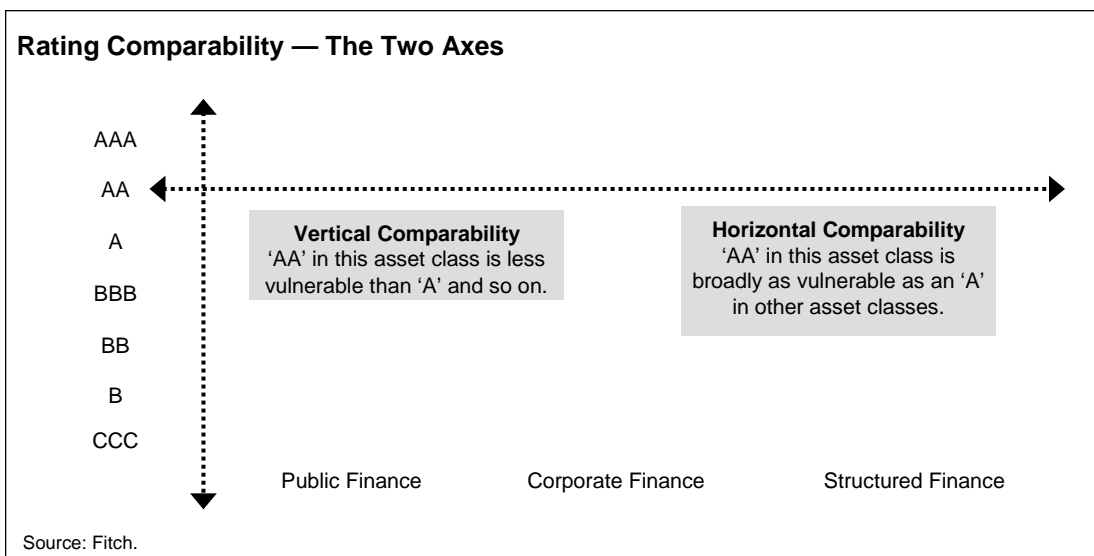 Rating Comparability — The Two Axes
AAA
AA
A
BBB
BB
B
CCC
Vertical Comparability
‘AA’ in this asset class is less
vulnerable than ‘A’ and so on.
Horizontal Comparability
‘AA’ in this asset class is
broadly as vulnerable as an ‘A’
in other asset classes.
Public Finance
Corporate Finance
Structured Finance
Source: Fitch.